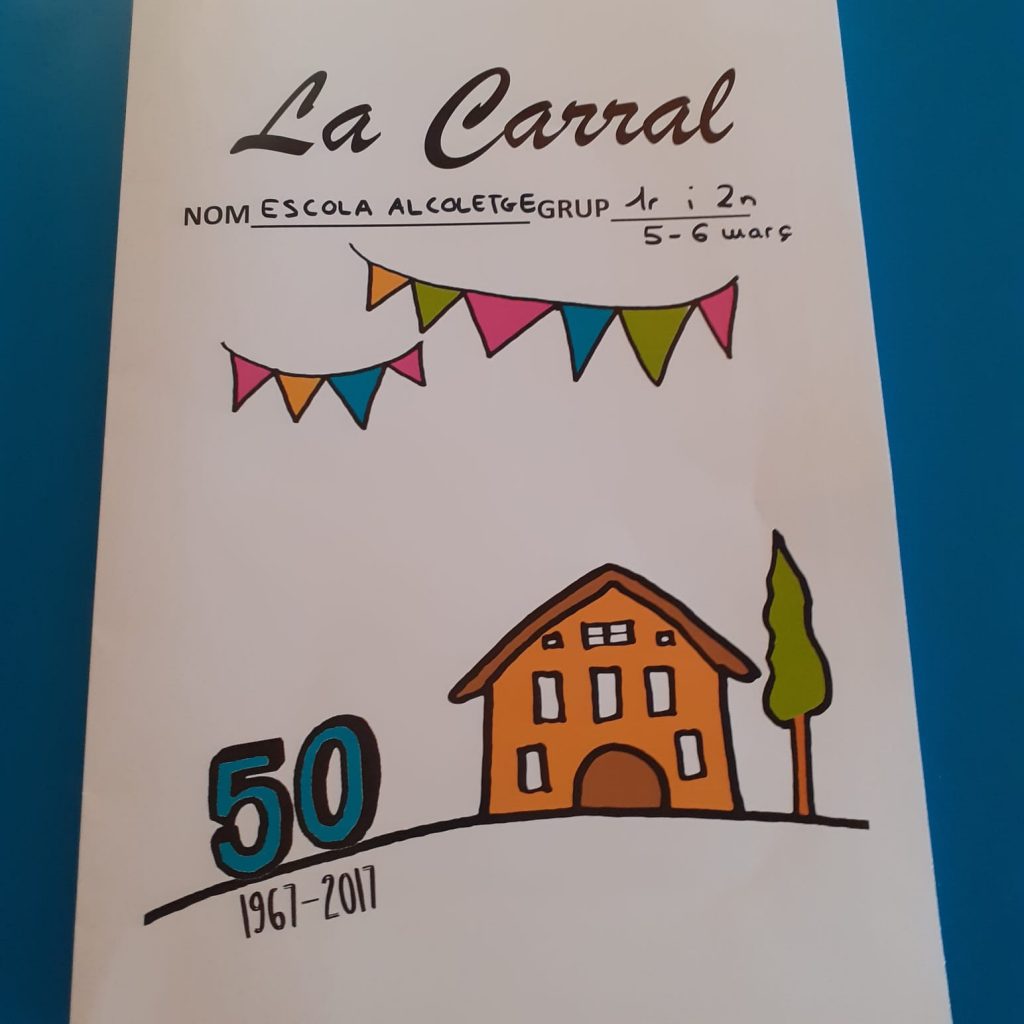 La Carral
NOM ESCOLA ALCOLETGE GRUP 1r i 2n
5-6 març
50
1967-2017